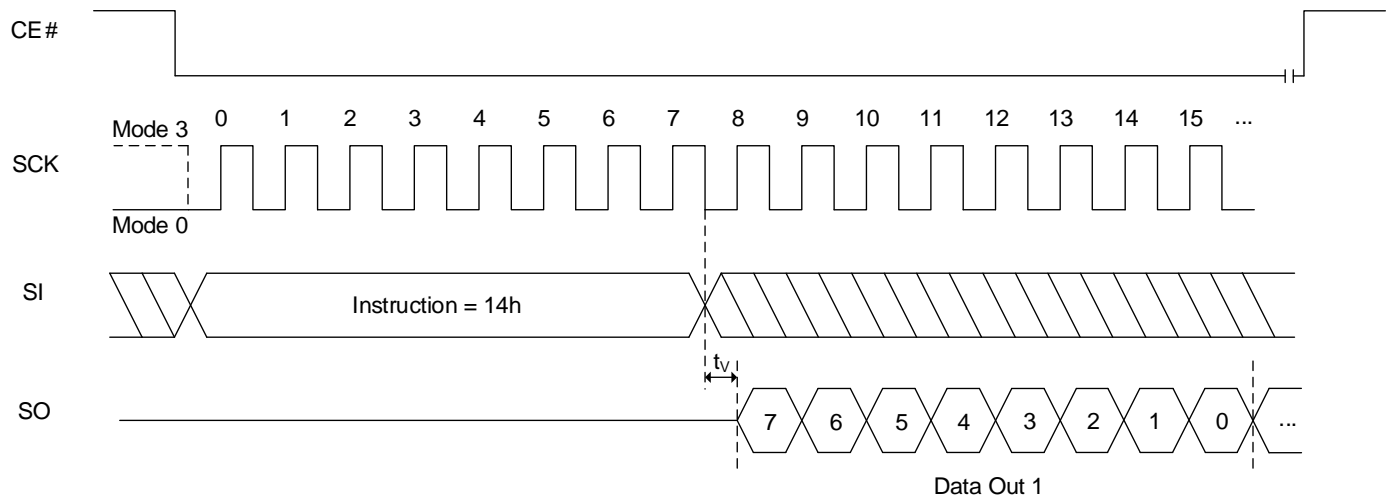 CE#
0 1 2 3 4 5 6 7 8 9 10 11 12 13 14 15 ...
Mode 3
SCK
Mode 0
SI
Instruction = 14h
tV
SO
7 6 5 4 3 2 1 0 ...
Data Out 1